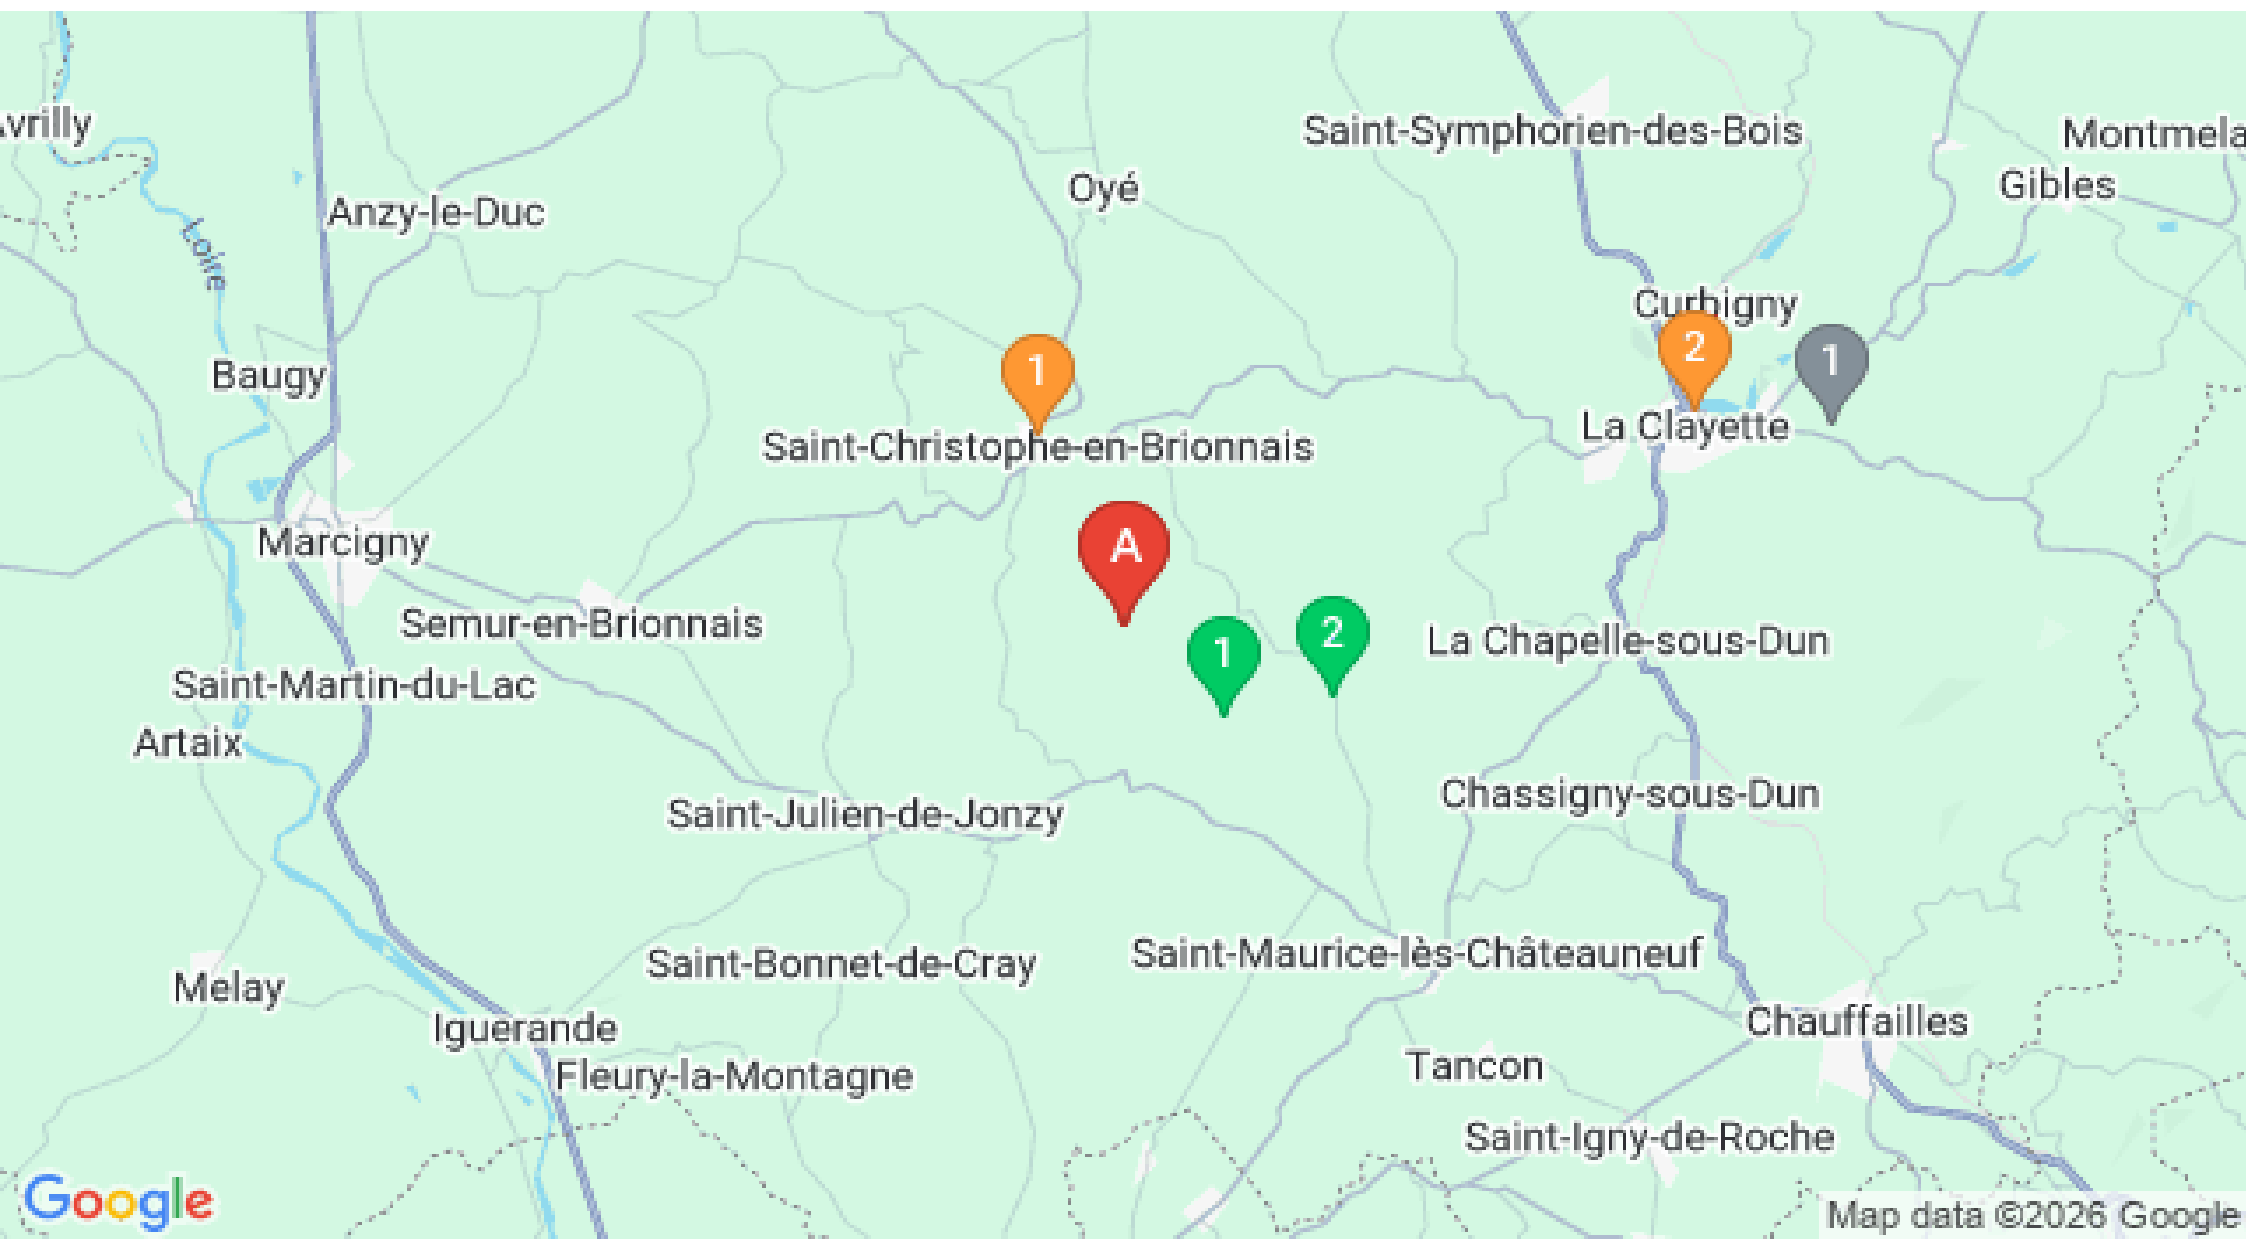 Saint-Symphorien-des-Bois
Gibles
Oyé
Anzy-le-Duc
Loire
Curbigny
Baugy
1
2
1
Saint-Christophe-en-Brionnais
La Clayette
Marcigny
A
Semur-en-Brionnais
1
2
La Chapelle-sous-Dun
Saint-Martin-du-Lac
Artaix
Chassigny-sous-Dun
Saint-Julien-de-Jonzy
Saint-Bonnet-de-Cray
Saint-Maurice-lès-Châteauneuf
Melay
Iguerande
Chauffailles
Fleury-la-Montagne
Tancon
Saint-Igny-de-Roche
Google
Map data ©2026 Google